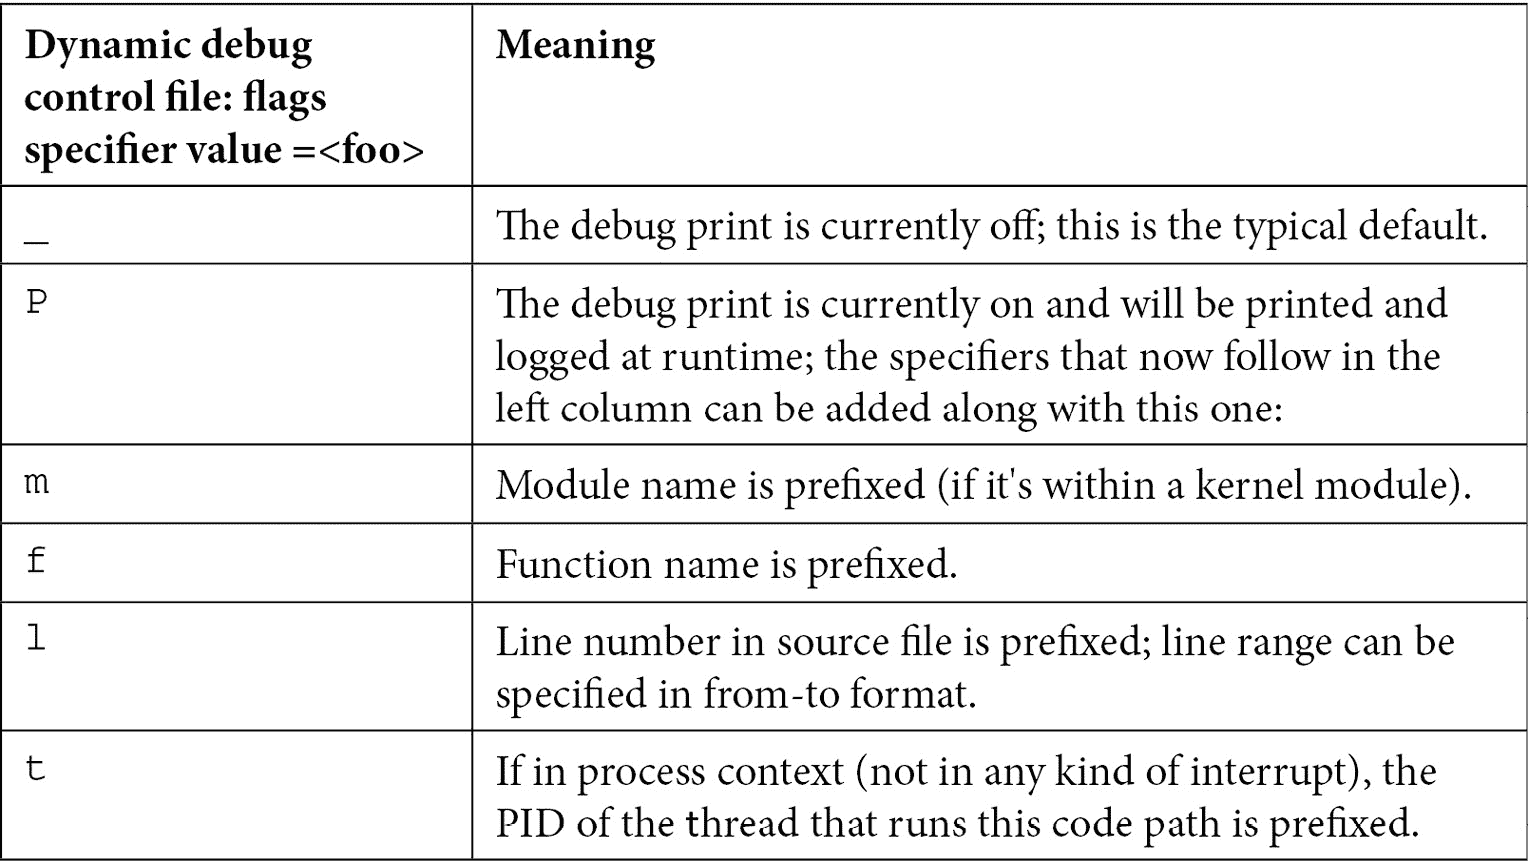 Dynamic debug
control file: flags
specifier value =<foo>
Meaning
_
The debug print is currently off; this is the typical default.
P
The debug print is currently on and will be printed and
logged at runtime; the specifiers that now follow in the
left column can be added along with this one:
m
Module name is prefixed (if it's within a kernel module).
f
Function name is prefixed.
l
Line number in source file is prefixed; line range can be
specified in from-to format.
t
If in process context (not in any kind of interrupt), the
PID of the thread that runs this code path is prefixed.